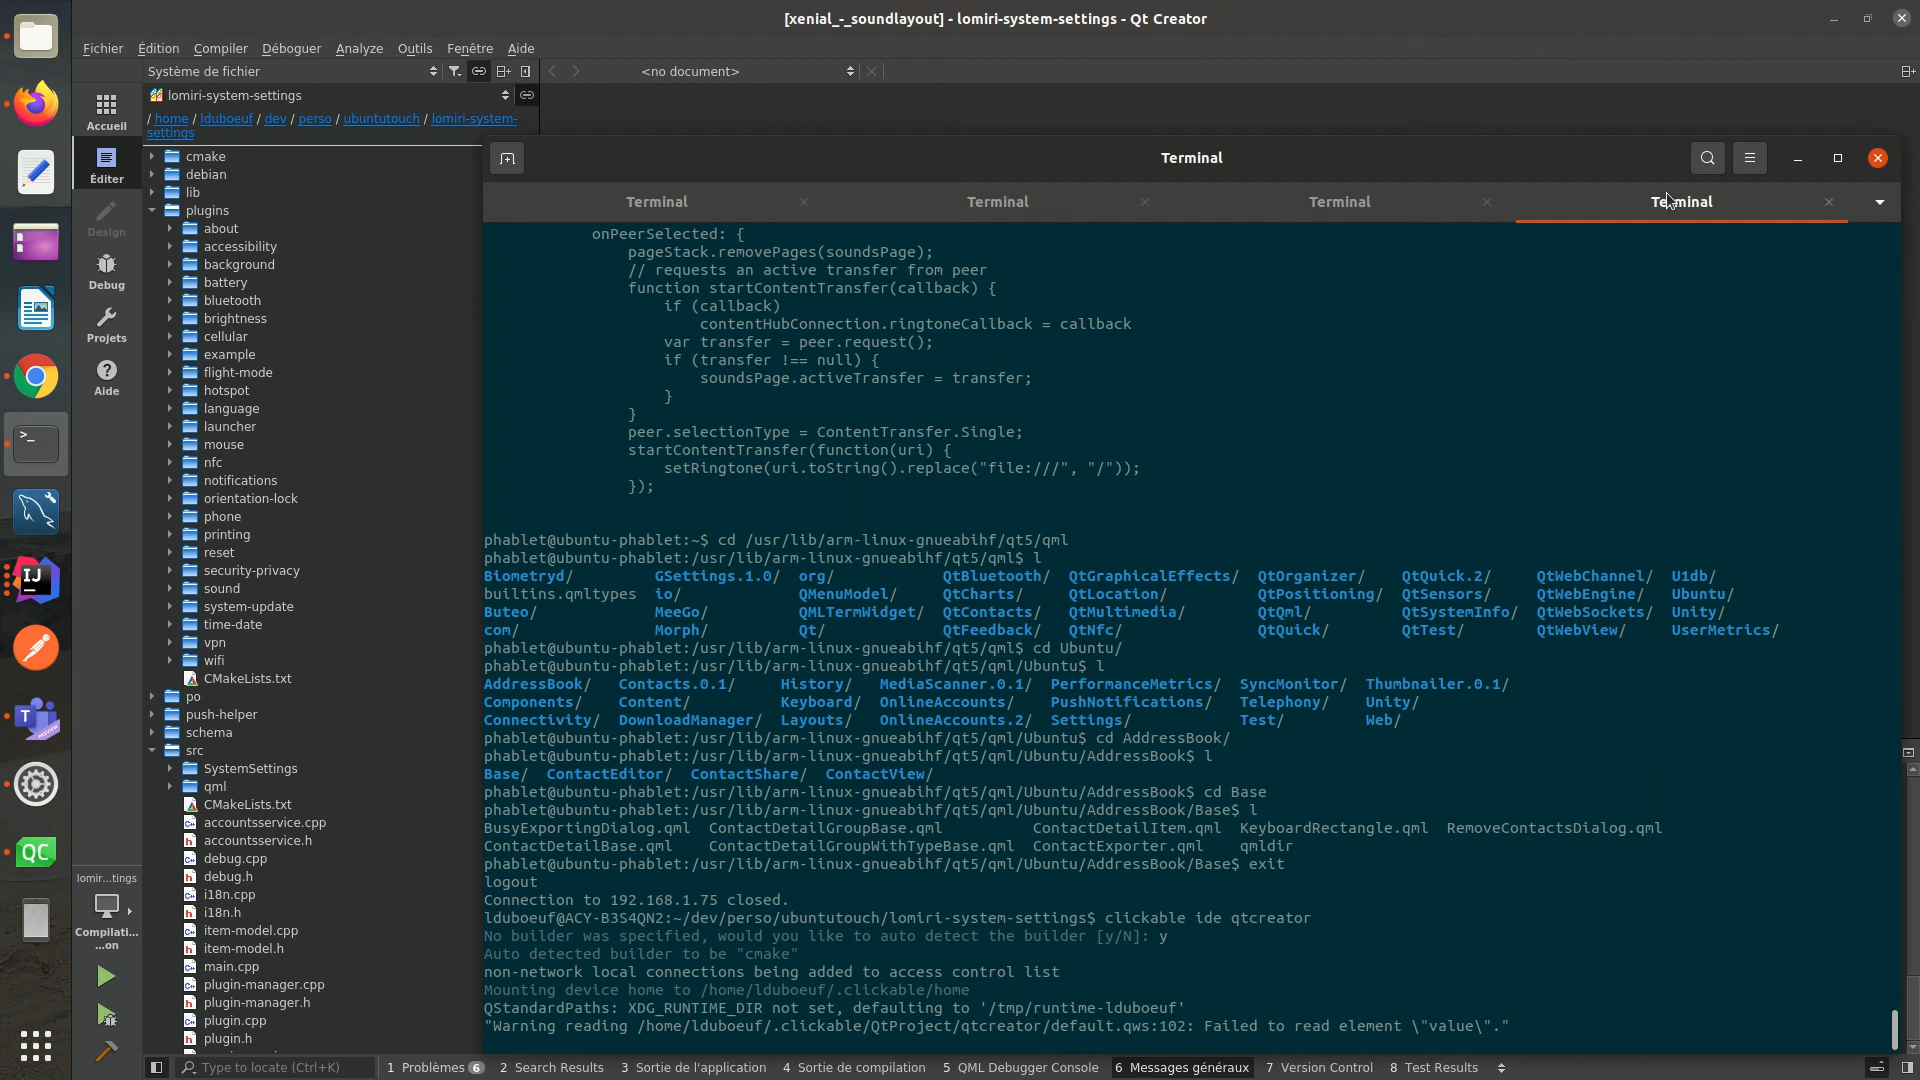 [xenial_-_soundlayout] - lomiri-system-settings - Qt Creator
Fichier Édition Compiler Déboguer Analyze Outils Fenêtre Aide
Système de fichier
<no document>
lomiri-system-settings
/ home / lduboeuf / dev / perso / ubuntutouch / lomiri-system-
settings
Accueil
Éditer
Design
Debug
Projets
Aide
lomir...tings
Compilati...
...on
cmake
debian
lib
plugins
about
accessibility
background
battery
bluetooth
brightness
cellular
example
flight-mode
hotspot
language
launcher
mouse
nfc
notifications
orientation-lock
phone
printing
reset
security-privacy
sound
system-update
time-date
vpn
wifi
CMakeLists.txt
po
push-helper
schema
src
SystemSettings
qml
CMakeLists.txt
accountsservice.cpp
accountsservice.h
debug.cpp
debug.h
i18n.cpp
i18n.h
item-model.cpp
item-model.h
main.cpp
plugin-manager.cpp
plugin-manager.h
plugin.cpp
plugin.h
Terminal
Terminal Terminal Terminal Terminal
onPeerSelected: {
pageStack.removePages(soundsPage);
// requests an active transfer from peer
function startContentTransfer(callback) {
if (callback)
contentHubConnection.ringtoneCallback = callback
var transfer = peer.request();
if (transfer !== null) {
soundsPage.activeTransfer = transfer;
}
}
peer.selectionType = ContentTransfer.Single;
startContentTransfer(function(uri) {
setRingtone(uri.toString().replace("file:///", "/"));
});
phablet@ubuntu-phablet:~$ cd /usr/lib/arm-linux-gnueabihf/qt5/qml
phablet@ubuntu-phablet:/usr/lib/arm-linux-gnueabihf/qt5/qml$ l
Biometryd/ GSettings.1.0/ org/ QtBluetooth/ QtGraphicalEffects/ QtOrganizer/ QtQuick.2/ QtWebChannel/ U1db/
builtins.qmltypes io/ QMenuModel/ QtCharts/ QtLocation/ QtPositioning/ QtSensors/ QtWebEngine/ Ubuntu/
Buteo/ MeeGo/ QMLTermWidget/ QtContacts/ QtMultimedia/ QtQml/ QtSystemInfo/ QtWebSockets/ Unity/
com/ Morph/ Qt/ QtFeedback/ QtNfc/ QtQuick/ QtTest/ QtWebView/ UserMetrics/
phablet@ubuntu-phablet:/usr/lib/arm-linux-gnueabihf/qt5/qml$ cd Ubuntu/
phablet@ubuntu-phablet:/usr/lib/arm-linux-gnueabihf/qt5/qml/Ubuntu$ l
AddressBook/ Contacts.0.1/ History/ MediaScanner.0.1/ PerformanceMetrics/ SyncMonitor/ Thumbnailer.0.1/
Components/ Content/ Keyboard/ OnlineAccounts/ PushNotifications/ Telephony/ Unity/
Connectivity/ DownloadManager/ Layouts/ OnlineAccounts.2/ Settings/ Test/ Web/
phablet@ubuntu-phablet:/usr/lib/arm-linux-gnueabihf/qt5/qml/Ubuntu$ cd AddressBook/
phablet@ubuntu-phablet:/usr/lib/arm-linux-gnueabihf/qt5/qml/Ubuntu/AddressBook$ l
Base/ ContactEditor/ ContactShare/ ContactView/
phablet@ubuntu-phablet:/usr/lib/arm-linux-gnueabihf/qt5/qml/Ubuntu/AddressBook$ cd Base
phablet@ubuntu-phablet:/usr/lib/arm-linux-gnueabihf/qt5/qml/Ubuntu/AddressBook/Base$ l
BusyExportingDialog.qml ContactDetailGroupBase.qml ContactDetailItem.qml KeyboardRectangle.qml RemoveContactsDialog.qml
ContactDetailBase.qml ContactDetailGroupWithTypeBase.qml ContactExporter.qml qmldir
phablet@ubuntu-phablet:/usr/lib/arm-linux-gnueabihf/qt5/qml/Ubuntu/AddressBook/Base$ exit
logout
Connection to 192.168.1.75 closed.
lduboeuf@ACY-B3S4QN2:~/dev/perso/ubuntutouch/lomiri-system-settings$ clickable ide qtcreator
No builder was specified, would you like to auto detect the builder [y/N]: y
Auto detected builder to be "cmake"
non-network local connections being added to access control list
Mounting device home to /home/lduboeuf/.clickable/home
QStandardPaths: XDG_RUNTIME_DIR not set, defaulting to '/tmp/runtime-lduboeuf'
"Warning reading /home/lduboeuf/.clickable/QtProject/qtcreator/default.qws:102: Failed to read element \"value\"."
Type to locate (Ctrl+K) 1 Problèmes 6 2 Search Results 3 Sortie de l'application 4 Sortie de compilation 5 QML Debugger Console 6 Messages généraux 7 Version Control 8 Test Results